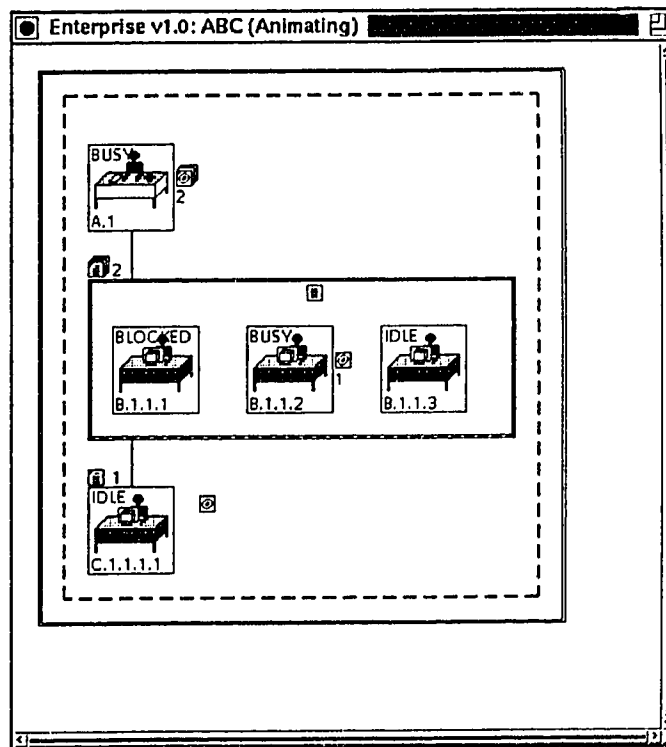 Enterprise v1.0: ABC (Animating)
BUSY
2
A.1
2
BLOCKED
BUSY
IDLE
1
B.1.1.1
B.1.1.2
B.1.1.3
1
IDLE
C.1.1.1.1